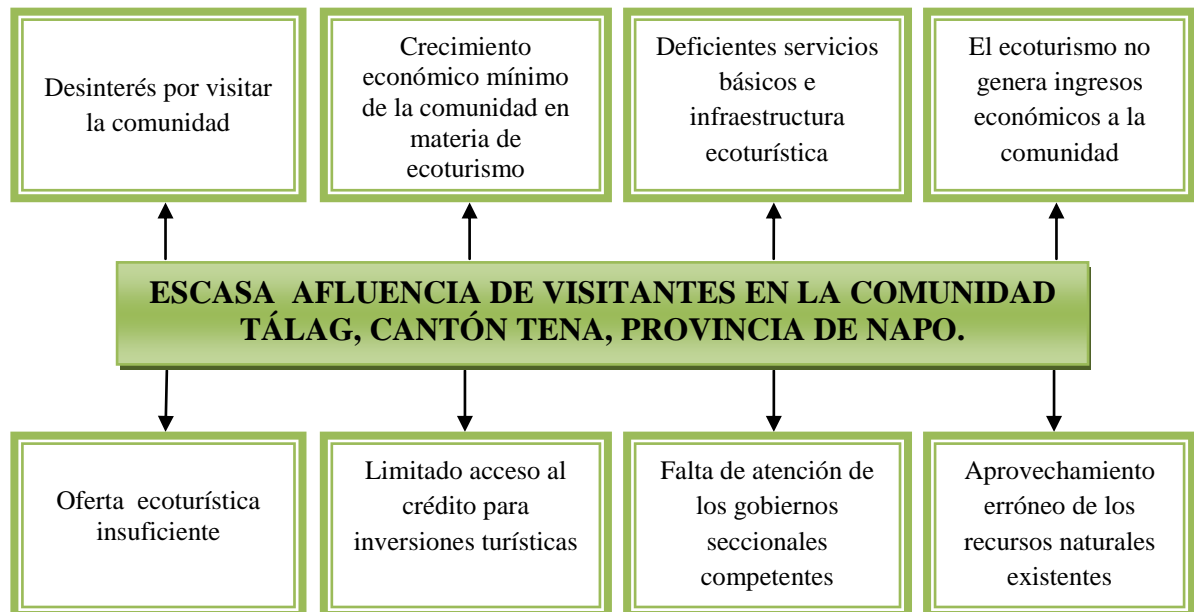 Desinterés por visitar
la comunidad
Crecimiento
económico mínimo
de la comunidad en
materia de
ecoturismo
Deficientes servicios
básicos e
infraestructura
ecoturística
El ecoturismo no
genera ingresos
económicos a la
comunidad
ESCASA AFLUENCIA DE VISITANTES EN LA COMUNIDAD
TÁLAG, CANTÓN TENA, PROVINCIA DE NAPO.
Oferta ecoturística
insuficiente
Limitado acceso al
crédito para
inversiones turísticas
Falta de atención de
los gobiernos
seccionales
competentes
Aprovechamiento
erróneo de los
recursos naturales
existentes